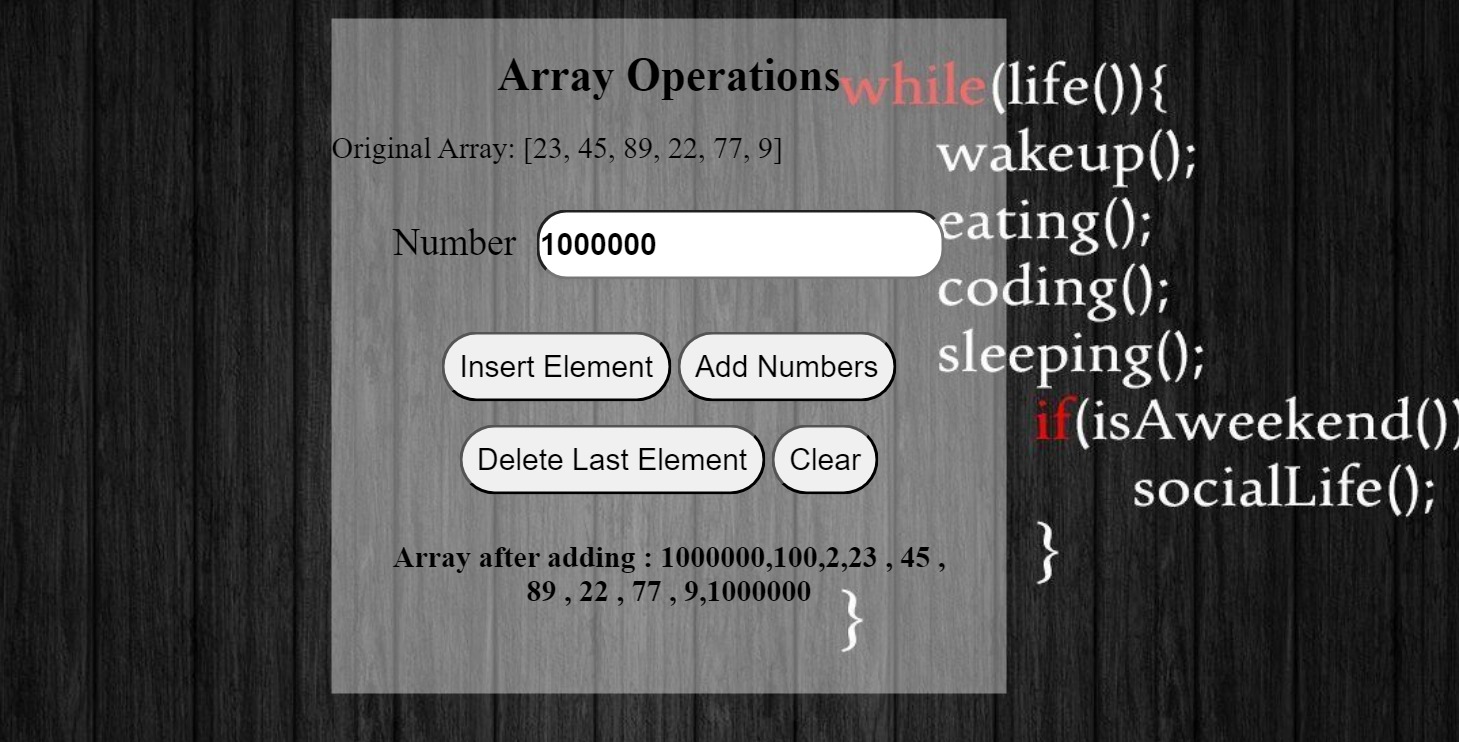 Array Operations
while(life()){
wakeup();
Original Array: [23, 45, 89, 22, 77, 9]
eating();
Number 1000000
coding();
sleeping();
Insert Element Add Numbers
if(isAweekend())
Delete Last Element Clear
socialLife();
}
Array after adding : 1000000,100,2,23 , 45 ,
89 , 22 , 77 , 9,1000000
}